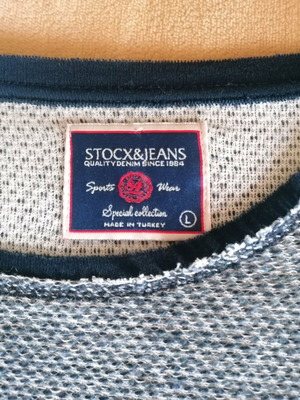 STOCX&JEANS
QUALITY DENIM SINCE 1984
Sports Wear
Special collection
L
MADE IN TURKEY